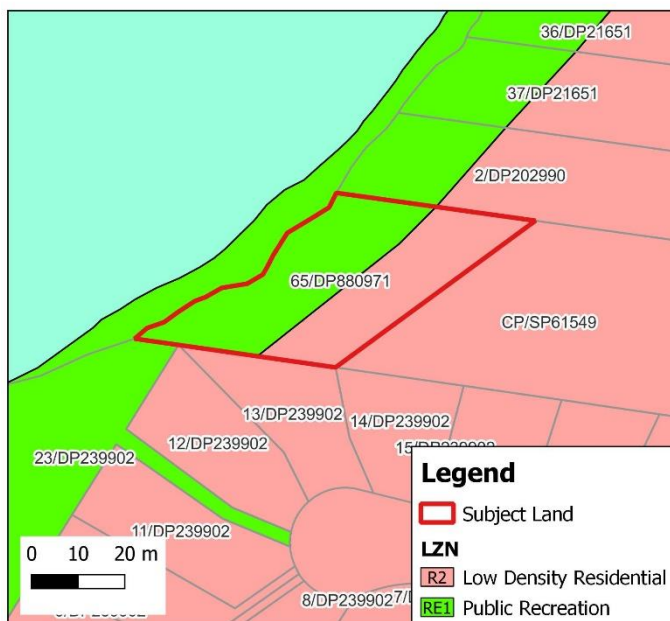 36/DP21651
37/DP21651
2/DP202990
65/DP880971
CP/SP61549
13/DP239902
14/DP239902
12/DP239902
23/DP239902
11/DP239902
8/DP239902
Legend
Subject Land
LZN
R2 Low Density Residential
RE1 Public Recreation
0 10 20 m